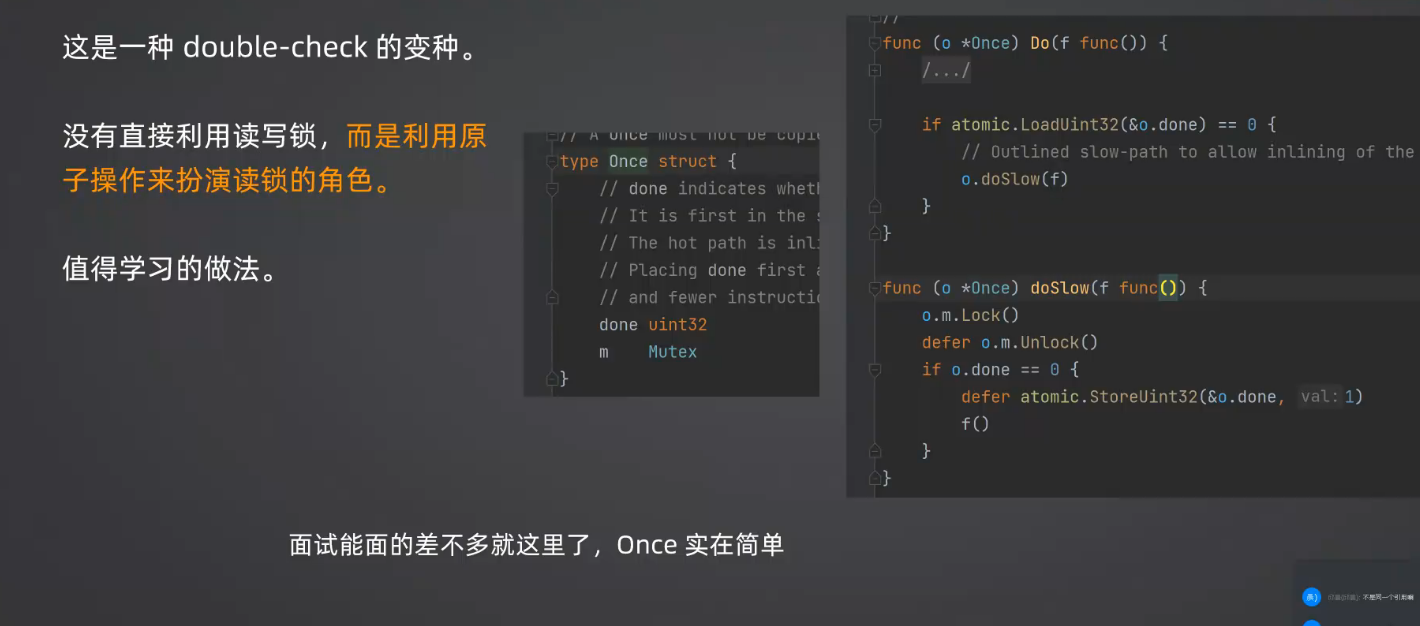 这是一种 double-check 的变种。
没有直接利用读写锁，而是利用原
子操作来扮演读锁的角色。
值得学习的做法。
// A Once must not be copie
type Once struct {
// done indicates wheth
// It is first in the s
// The hot path is inli
// Placing done first a
// and fewer instructio
done uint32
m Mutex
}
//
func (o *Once) Do(f func()) {
/.../
if atomic.LoadUint32(&o.done) == 0 {
// Outlined slow-path to allow inlining of the
o.doSlow(f)
}
}
func (o *Once) doSlow(f func()) {
o.m.Lock()
defer o.m.Unlock()
if o.done == 0 {
defer atomic.StoreUint32(&o.done, val: 1)
f()
}
}
面试能面的差不多就这里了，Once 实在简单
不是同一个引用嘛